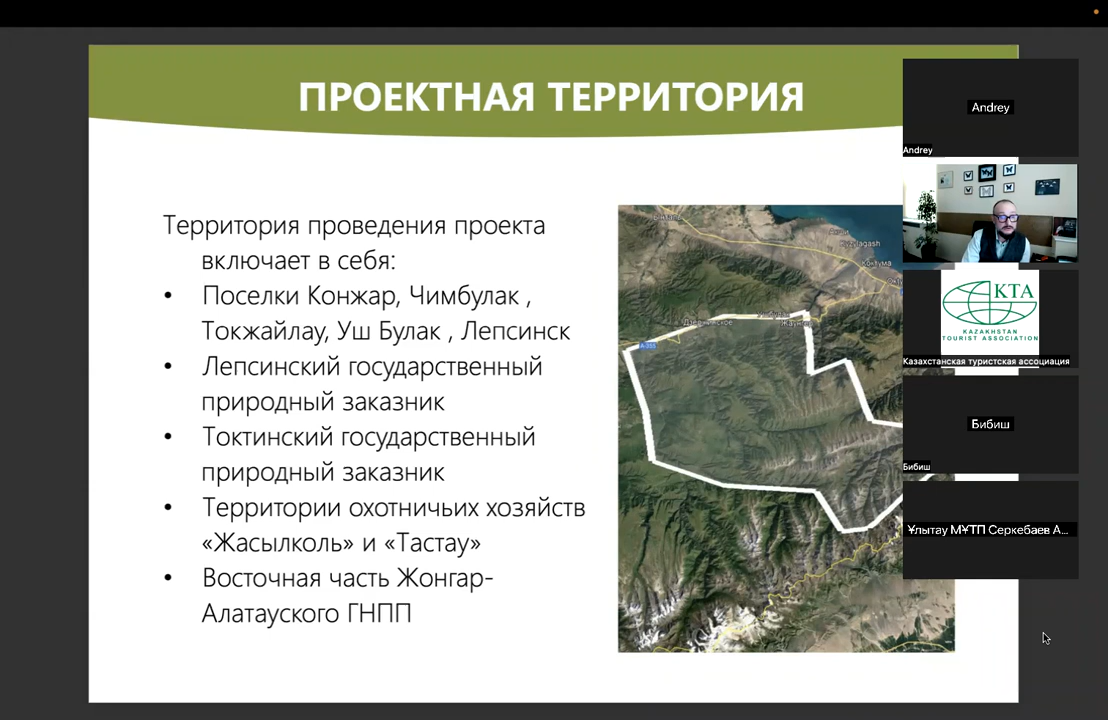 ПРОЕКТНАЯ ТЕРРИТОРИЯ
Территория проведения проекта
включает в себя:
• Поселки Конжар, Чимбулак ,
Токжайлау, Уш Булак , Лепсинск
• Лепсинский государственный
природный заказник
• Токтинский государственный
природный заказник
• Территории охотничьих хозяйств
«Жасылколь» и «Тастау»
• Восточная часть Жонгар-
Алатауского ГНПП
Коктума
Andrey
Andrey
KTA
KAZAKHSTAN
TOURIST ASSOCIATION
Казахстанская туристская ассоциация
Бибиш
Бибиш
Ұлытау МҰТП Серкебаев А...